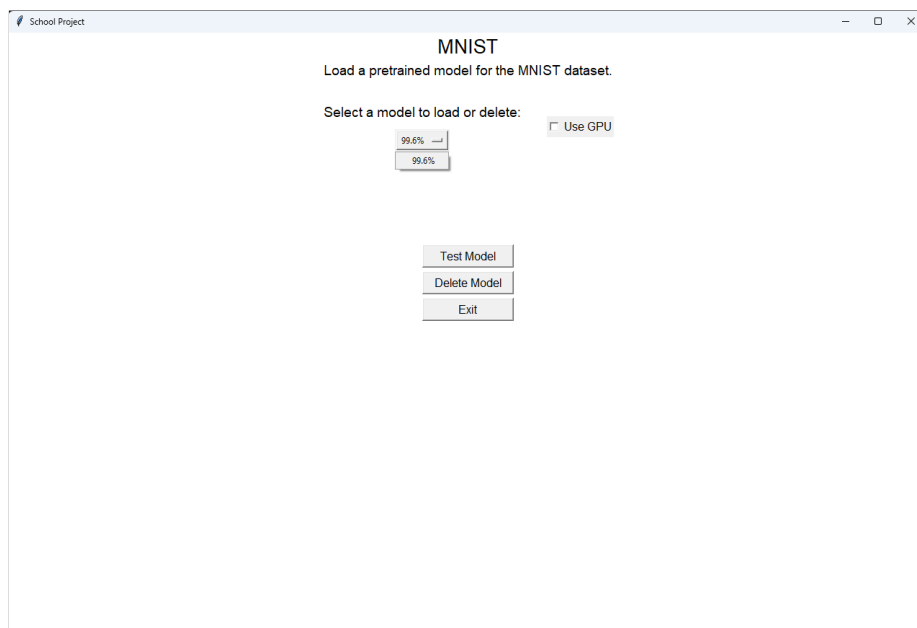 School Project
MNIST
Load a pretrained model for the MNIST dataset.
Select a model to load or delete:
Use GPU
99.6%
99.6%
Test Model
Delete Model
Exit